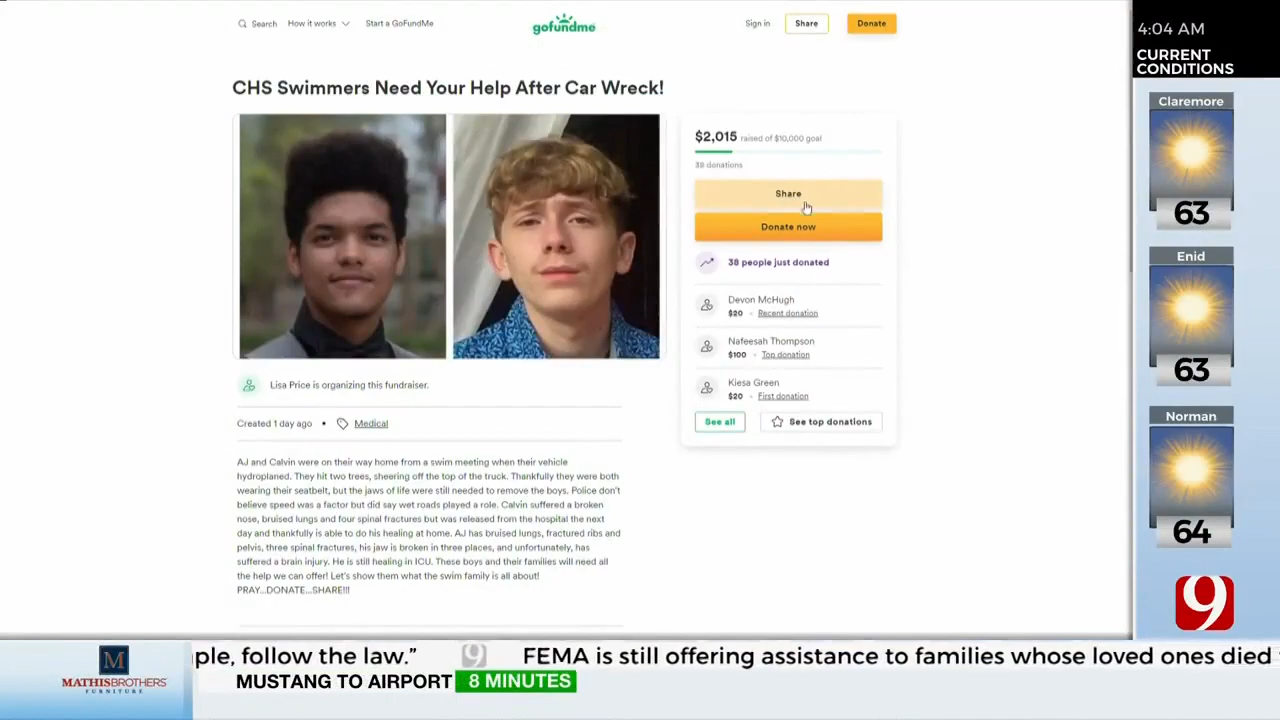 Search
How it works
Start a GoFundMe
gofundme
Sign in
Share
Donate
CHS Swimmers Need Your Help After Car Wreck!
$2,015 raised of $10,000 goal
38 donations
Share
Donate now
38 people just donated
Devon McHugh
$20 • Recent donation
Nafeesah Thompson
$100 • Top donation
Kiesa Green
$20 • First donation
See all
See top donations
Lisa Price is organizing this fundraiser.
Created 1 day ago • Medical
AJ and Calvin were on their way home from a swim meeting when their vehicle
hydroplaned. They hit two trees, sheering off the top of the truck. Thankfully they were both
wearing their seatbelt, but the jaws of life were still needed to remove the boys. Police don't
believe speed was a factor but did say wet roads played a role. Calvin suffered a broken
nose, bruised lungs and four spinal fractures but was released from the hospital the next
day and thankfully is able to do his healing at home. AJ has bruised lungs, fractured ribs and
pelvis, three spinal fractures, his jaw is broken in three places, and unfortunately, has
suffered a brain injury. He is still healing in ICU. These boys and their families will need all
the help we can offer! Let's show them what the swim family is all about!
PRAY...DONATE...SHARE!!!
4:04 AM
CURRENT
CONDITIONS
Claremore
63
Enid
63
Norman
64
9
M
MATHIS BROTHERS
FURNITURE
ple, follow the law.”
9
FEMA is still offering assistance to families whose loved ones died
MUSTANG TO AIRPORT 8 MINUTES